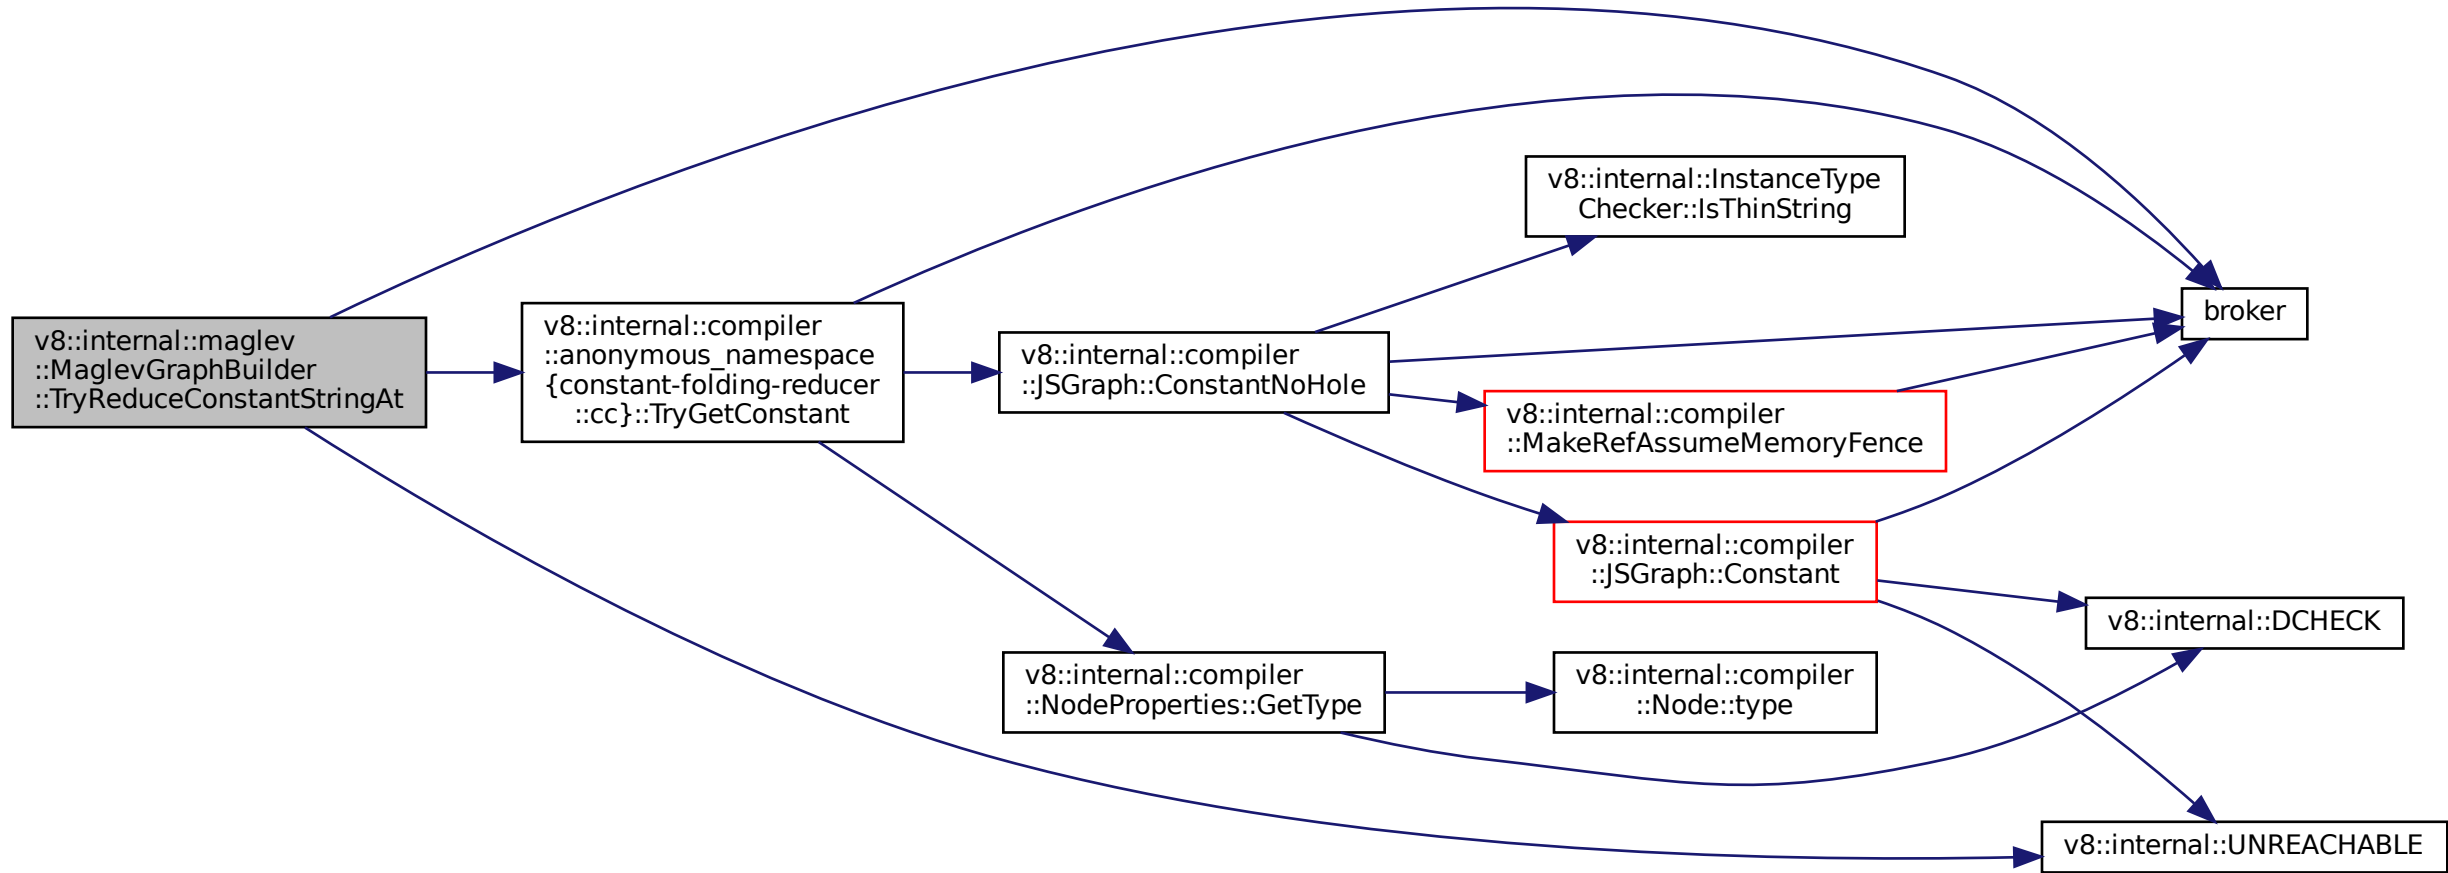 v8::internal::maglev
::MaglevGraphBuilder
::TryReduceConstantStringAt
v8::internal::compiler
::anonymous_namespace
{constant-folding-reducer
::cc}::TryGetConstant
v8::internal::compiler
::JSGraph::ConstantNoHole
v8::internal::InstanceType
Checker::IsThinString
broker
v8::internal::compiler
::MakeRefAssumeMemoryFence
v8::internal::compiler
::JSGraph::Constant
v8::internal::DCHECK
v8::internal::compiler
::NodeProperties::GetType
v8::internal::compiler
::Node::type
v8::internal::UNREACHABLE